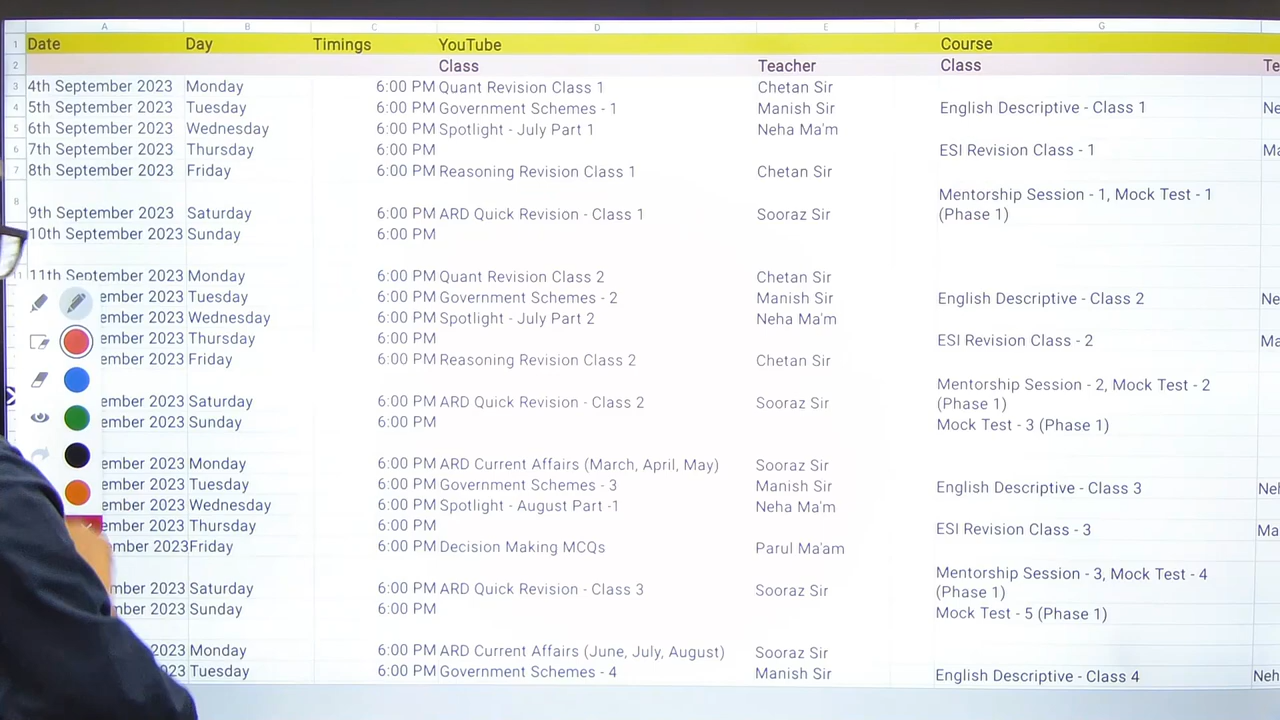 A B C D E F G
1 Date Day Timings YouTube Course
2 Class Teacher Class Te
3 4th September 2023 Monday 6:00 PM Quant Revision Class 1 Chetan Sir
4 5th September 2023 Tuesday 6:00 PM Government Schemes - 1 Manish Sir English Descriptive - Class 1 Ne
5 6th September 2023 Wednesday 6:00 PM Spotlight - July Part 1 Neha Ma'm
6 7th September 2023 Thursday 6:00 PM ESI Revision Class - 1 Ma
7 8th September 2023 Friday 6:00 PM Reasoning Revision Class 1 Chetan Sir
8 Mentorship Session - 1, Mock Test - 1
9th September 2023 Saturday 6:00 PM ARD Quick Revision - Class 1 Sooraz Sir (Phase 1)
10th September 2023 Sunday 6:00 PM
11th September 2023 Monday 6:00 PM Quant Revision Class 2 Chetan Sir
ember 2023 Tuesday 6:00 PM Government Schemes - 2 Manish Sir English Descriptive - Class 2 Ne
ember 2023 Wednesday 6:00 PM Spotlight - July Part 2 Neha Ma'm
ember 2023 Thursday 6:00 PM ESI Revision Class - 2 Ma
ember 2023 Friday 6:00 PM Reasoning Revision Class 2 Chetan Sir
Mentorship Session - 2, Mock Test - 2
ember 2023 Saturday 6:00 PM ARD Quick Revision - Class 2 Sooraz Sir (Phase 1)
ember 2023 Sunday 6:00 PM Mock Test - 3 (Phase 1)
ember 2023 Monday 6:00 PM ARD Current Affairs (March, April, May) Sooraz Sir
ember 2023 Tuesday 6:00 PM Government Schemes - 3 Manish Sir English Descriptive - Class 3 Neh
ember 2023 Wednesday 6:00 PM Spotlight - August Part -1 Neha Ma'm
ember 2023 Thursday 6:00 PM ESI Revision Class - 3 Ma
mber 2023 Friday 6:00 PM Decision Making MCQs Parul Ma'am
Mentorship Session - 3, Mock Test - 4
mber 2023 Saturday 6:00 PM ARD Quick Revision - Class 3 Sooraz Sir (Phase 1)
mber 2023 Sunday 6:00 PM Mock Test - 5 (Phase 1)
2023 Monday 6:00 PM ARD Current Affairs (June, July, August) Sooraz Sir
23 Tuesday 6:00 PM Government Schemes - 4 Manish Sir English Descriptive - Class 4 Neh